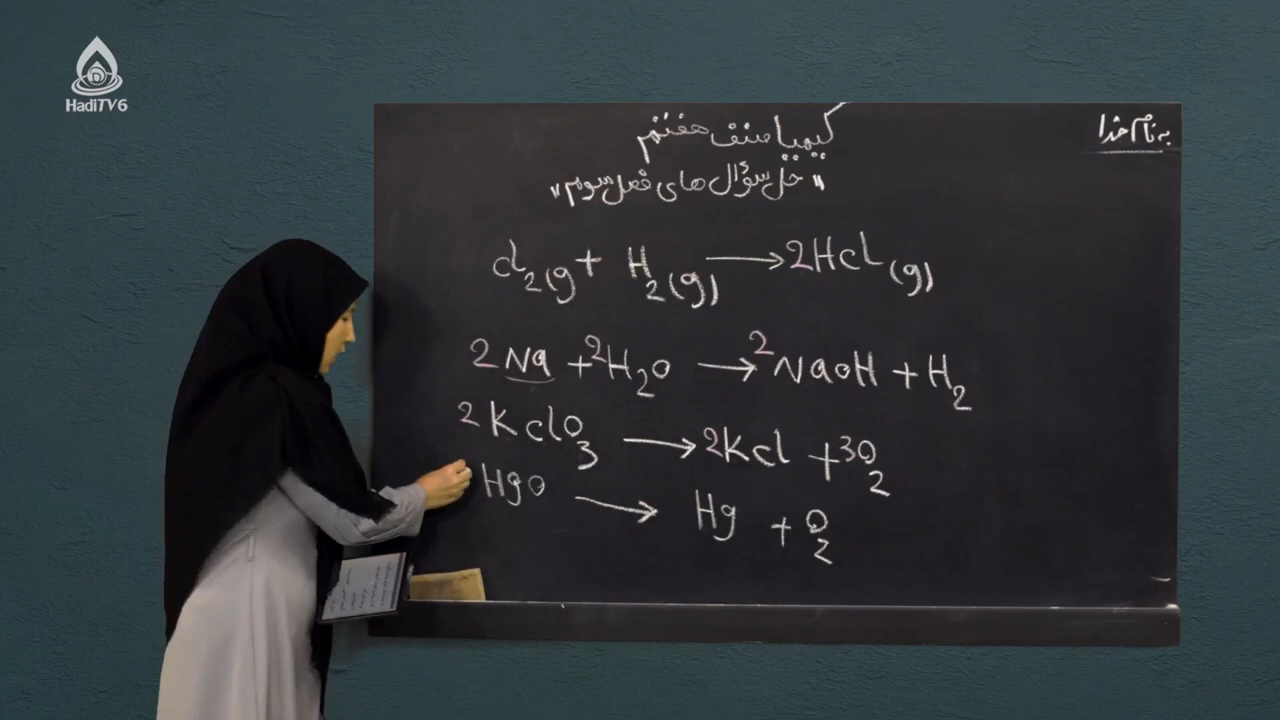 HadiTV6
به نام خدا
کیمیا صنف هفتم
"حل سؤال های فصل سوم"
cl₂(g) + H₂(g) → 2Hcl(g)
2Na + 2H₂O → 2NaoH + H₂
2KclO₃ → 2Kcl + 3O₂
HgO → Hg + O₂